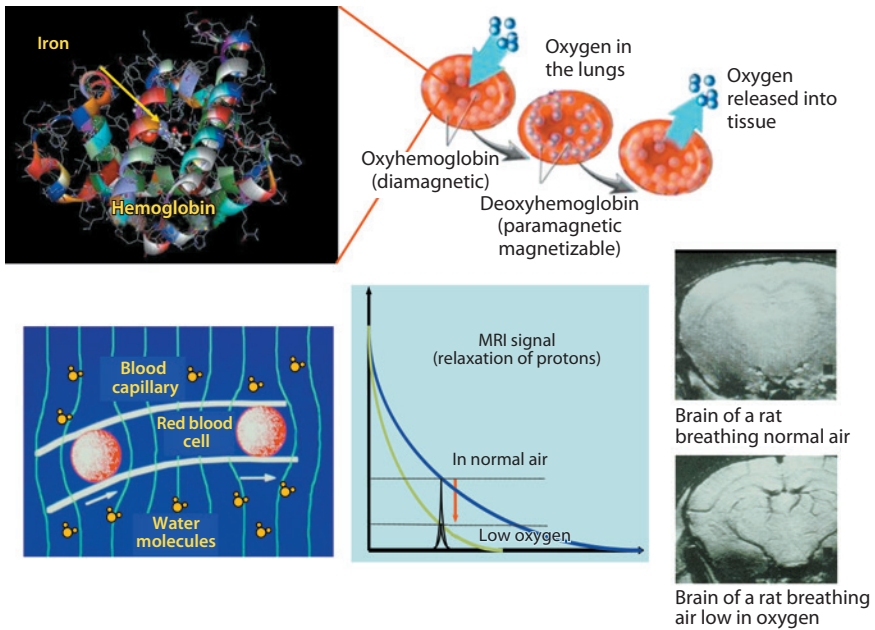 Iron
Hemoglobin
Oxygen in
the lungs
Oxygen
released into
tissue
Oxyhemoglobin
(diamagnetic)
Deoxyhemoglobin
(paramagnetic
magnetizable)
Blood
capillary
Red blood
cell
Water
molecules
MRI signal
(relaxation of protons)
In normal air
Low oxygen
Brain of a rat
breathing normal air
Brain of a rat breathing
air low in oxygen